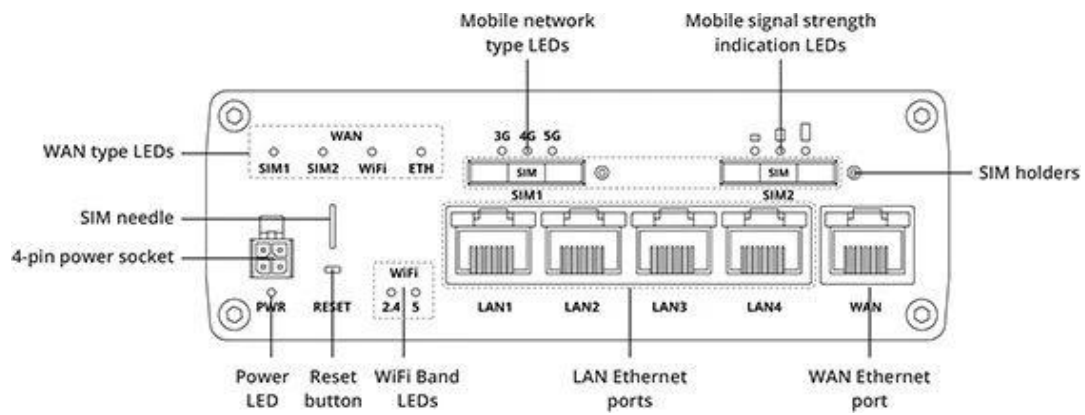 Mobile network
type LEDs
Mobile signal strength
indication LEDs
WAN type LEDs
WAN
SIM1 SIM2 WiFi ETH
3G 4G 5G
SIM
SIM1
SIM
SIM2
SIM holders
SIM needle
4-pin power socket
PWR
RESET
WiFi
2.4 5
LAN1 LAN2 LAN3 LAN4 WAN
Power
LED
Reset
button
WiFi Band
LEDs
LAN Ethernet
ports
WAN Ethernet
port